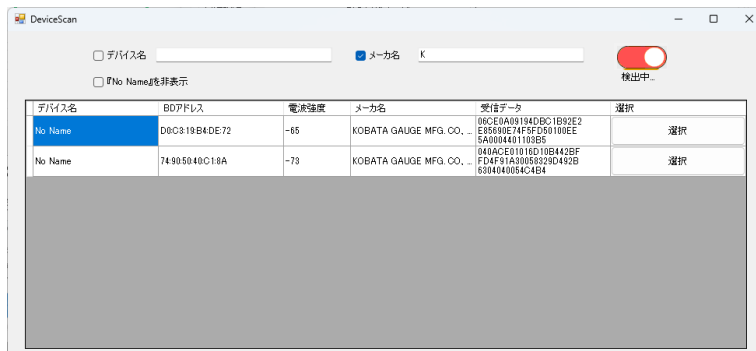 DeviceScan
デバイス名
メーカ名 K
『No Name』を非表示
検出中...
デバイス名 BDアドレス 電波強度 メーカ名 受信データ 選択
No Name D0:C3:19:B4:DE:72 -65 KOBATA GAUGE MFG. CO., ... 06CE0A09194DBC1B92E2
E85690E74F5FD50100EE
5A0004401103B5 選択
No Name 74:90:50:40:C1:8A -73 KOBATA GAUGE MFG. CO., ... 040ACE01016D10B442BF
FD4F91A30058329D492B
6304040054C4B4 選択